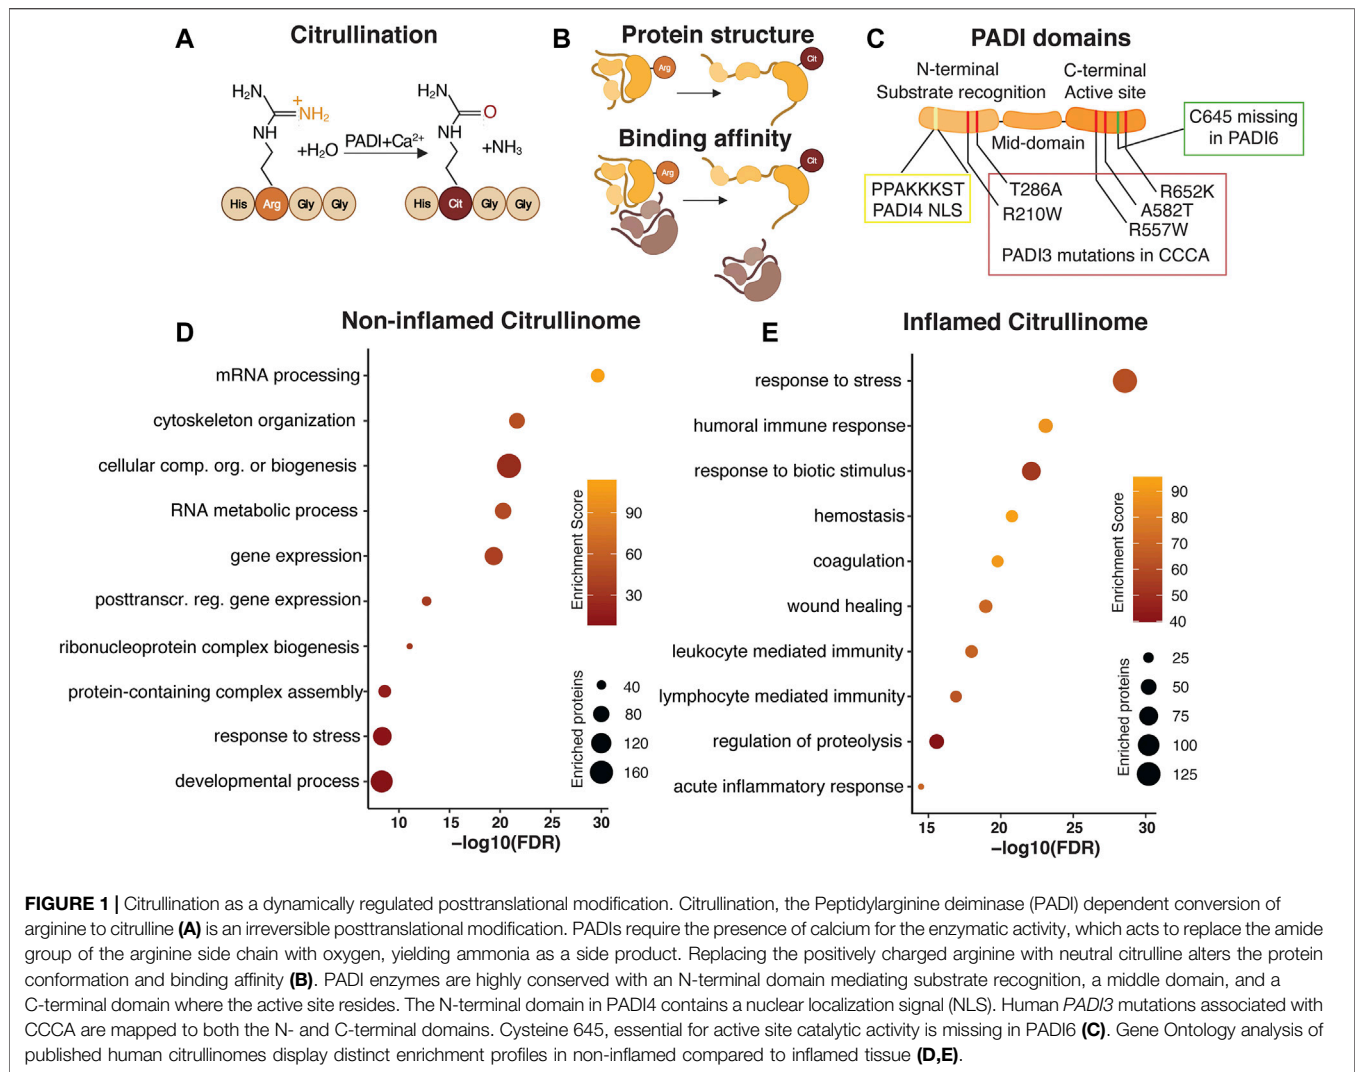 A
Citrullination
H₂N
+
NH₂
NH
+H₂O
PADI+Ca²⁺
H₂N
O
NH
+NH₃
His Arg Gly Gly
His Cit Gly Gly
B
Protein structure
Arg
Cit
Binding affinity
Arg
Cit
C
PADI domains
N-terminal
Substrate recognition
C-terminal
Active site
Mid-domain
C645 missing
in PADI6
PPAKKKST
PADI4 NLS
T286A
R210W
R652K
A582T
R557W
PADI3 mutations in CCCA
D
Non-inflamed Citrullinome
mRNA processing
cytoskeleton organization
cellular comp. org. or biogenesis
RNA metabolic process
gene expression
posttranscr. reg. gene expression
ribonucleoprotein complex biogenesis
protein-containing complex assembly
response to stress
developmental process
10 15 20 25 30
−log10(FDR)
Enrichment Score
90
60
30
Enriched proteins
40
80
120
160
E
Inflamed Citrullinome
response to stress
humoral immune response
response to biotic stimulus
hemostasis
coagulation
wound healing
leukocyte mediated immunity
lymphocyte mediated immunity
regulation of proteolysis
acute inflammatory response
15 20 25 30
−log10(FDR)
Enrichment Score
90
80
70
60
50
40
Enriched proteins
25
50
75
100
125
FIGURE 1 | Citrullination as a dynamically regulated posttranslational modification. Citrullination, the Peptidylarginine deiminase (PADI) dependent conversion of
arginine to citrulline (A) is an irreversible posttranslational modification. PADIs require the presence of calcium for the enzymatic activity, which acts to replace the amide
group of the arginine side chain with oxygen, yielding ammonia as a side product. Replacing the positively charged arginine with neutral citrulline alters the protein
conformation and binding affinity (B). PADI enzymes are highly conserved with an N-terminal domain mediating substrate recognition, a middle domain, and a
C-terminal domain where the active site resides. The N-terminal domain in PADI4 contains a nuclear localization signal (NLS). Human PADI3 mutations associated with
CCCA are mapped to both the N- and C-terminal domains. Cysteine 645, essential for active site catalytic activity is missing in PADI6 (C). Gene Ontology analysis of
published human citrullinomes display distinct enrichment profiles in non-inflamed compared to inflamed tissue (D,E).